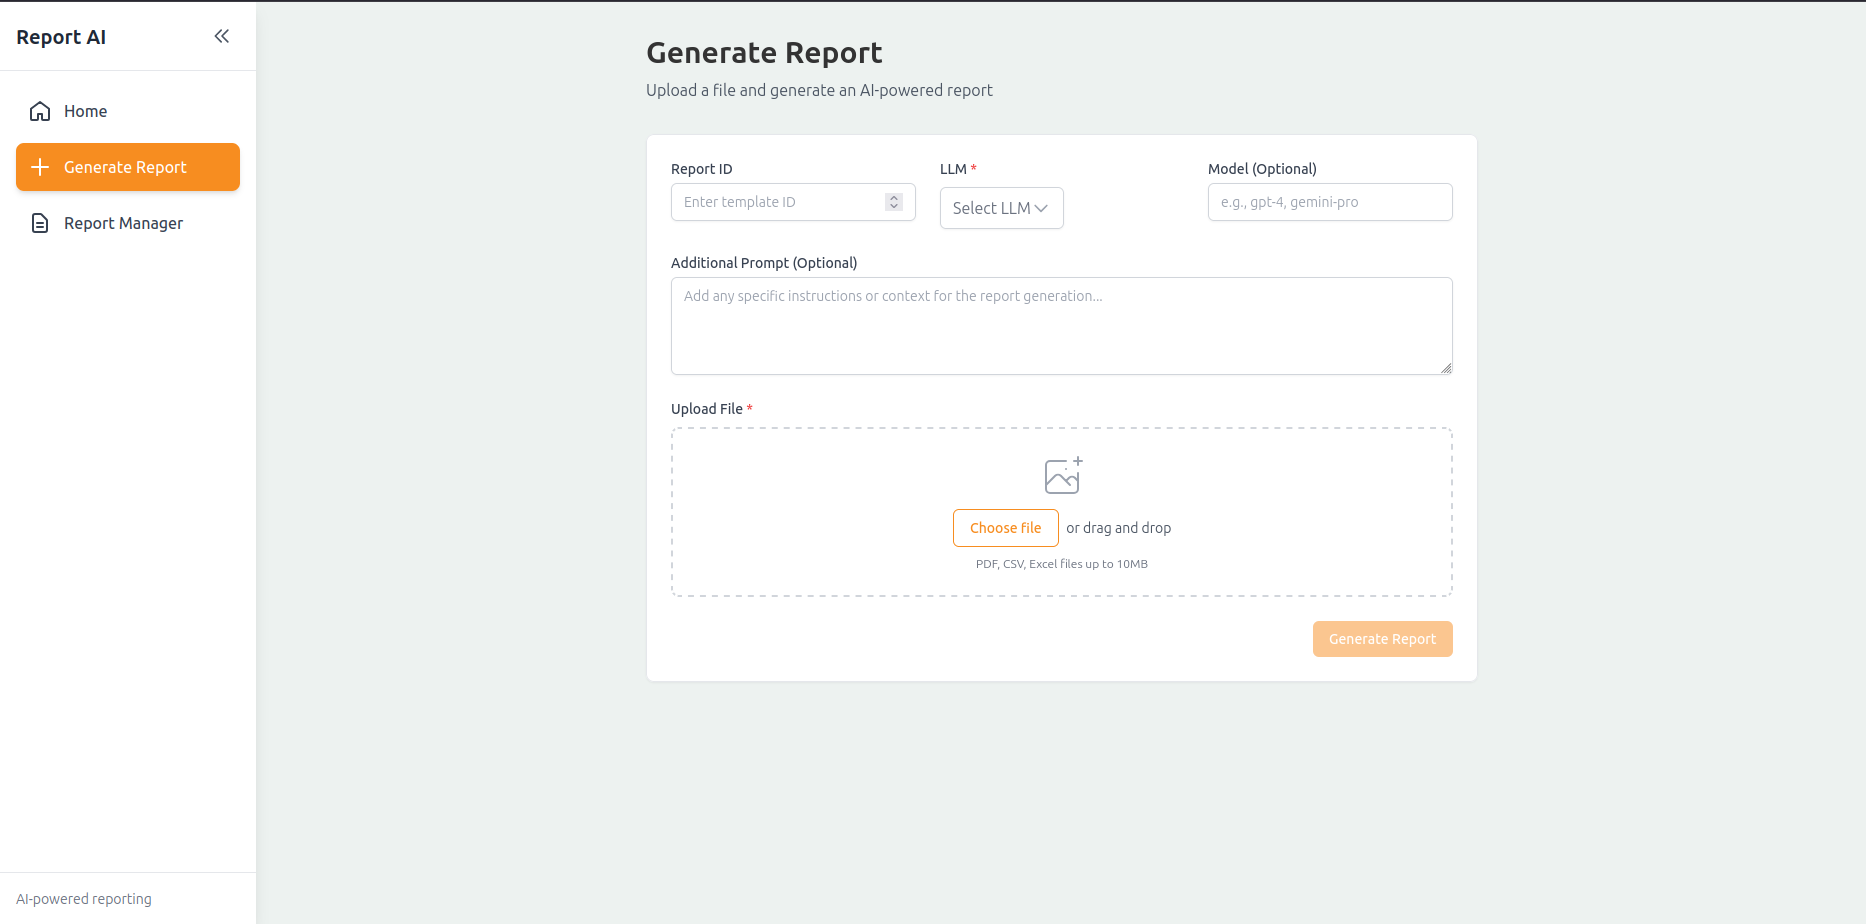 Report AI
Home
Generate Report
Report Manager
AI-powered reporting
Generate Report
Upload a file and generate an AI-powered report
Report ID
Enter template ID
LLM *
Select LLM
Model (Optional)
e.g., gpt-4, gemini-pro
Additional Prompt (Optional)
Add any specific instructions or context for the report generation...
Upload File *
Choose file or drag and drop
PDF, CSV, Excel files up to 10MB
Generate Report